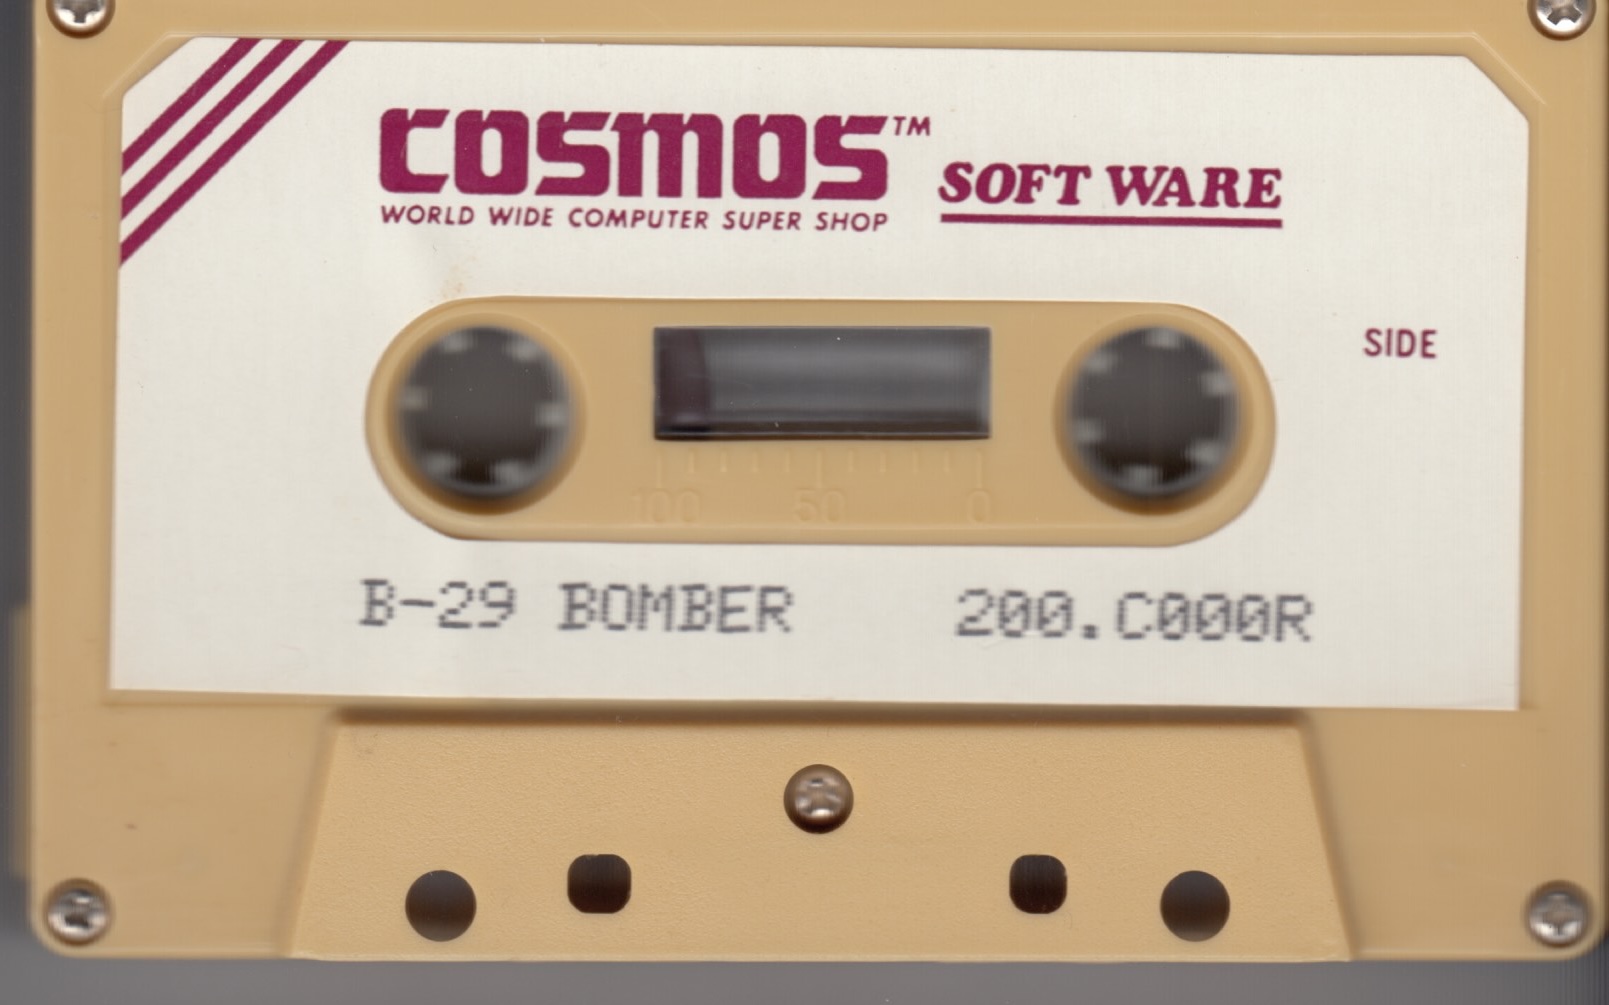 COSMOS™ SOFT WARE
WORLD WIDE COMPUTER SUPER SHOP
SIDE
100 50 0
B-29 BOMBER 200.C000R